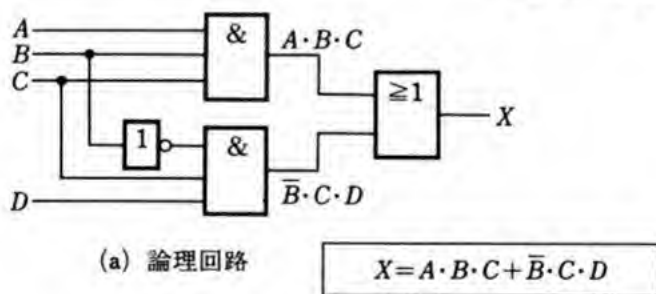 A
B
C
&
A·B·C
≧1
X
1
&
B̅·C·D
D
(a) 論理回路
X=A·B·C+B̅·C·D